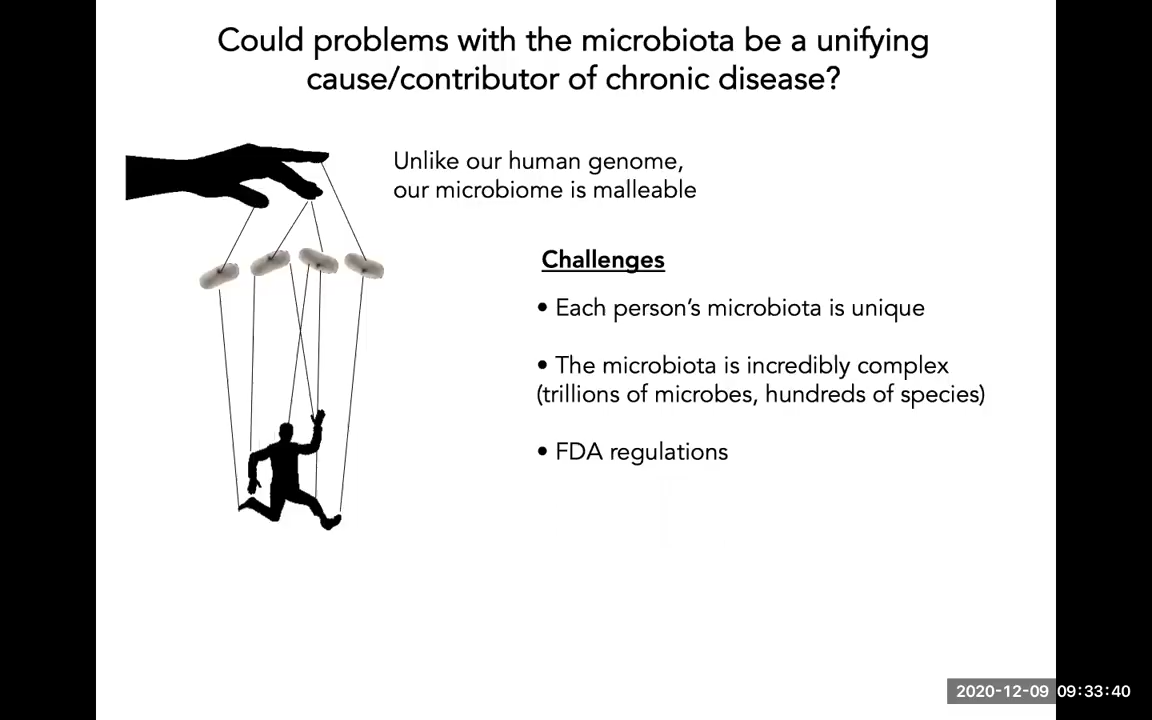 Could problems with the microbiota be a unifying
cause/contributor of chronic disease?
Unlike our human genome,
our microbiome is malleable
Challenges
• Each person’s microbiota is unique
• The microbiota is incredibly complex
(trillions of microbes, hundreds of species)
• FDA regulations
2020-12-09 09:33:40